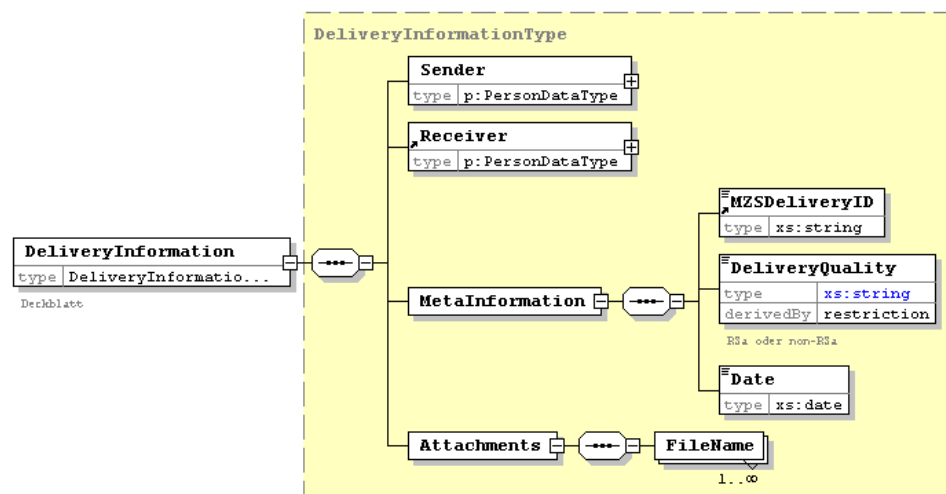 DeliveryInformationType
Sender
type p:PersonDataType
Receiver
type p:PersonDataType
MZSDeliveryID
type xs:string
DeliveryInformation
type DeliveryInformatio...
Deckblatt
DeliveryQuality
type xs:string
derivedBy restriction
RSa oder non-RSa
MetaInformation
Date
type xs:date
Attachments
FileName
1..∞